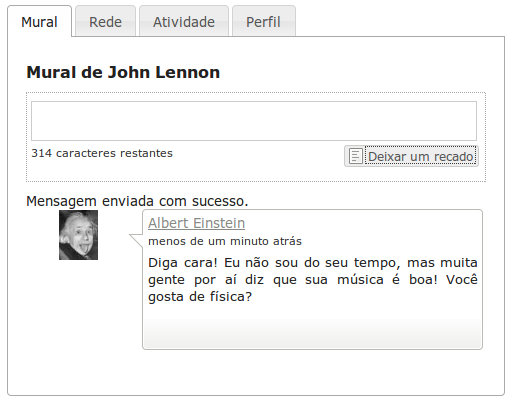 Mural Rede Atividade Perfil
Mural de John Lennon
314 caracteres restantes Deixar um recado
Mensagem enviada com sucesso.
Albert Einstein
menos de um minuto atrás
Diga cara! Eu não sou do seu tempo, mas muita
gente por aí diz que sua música é boa! Você
gosta de física?